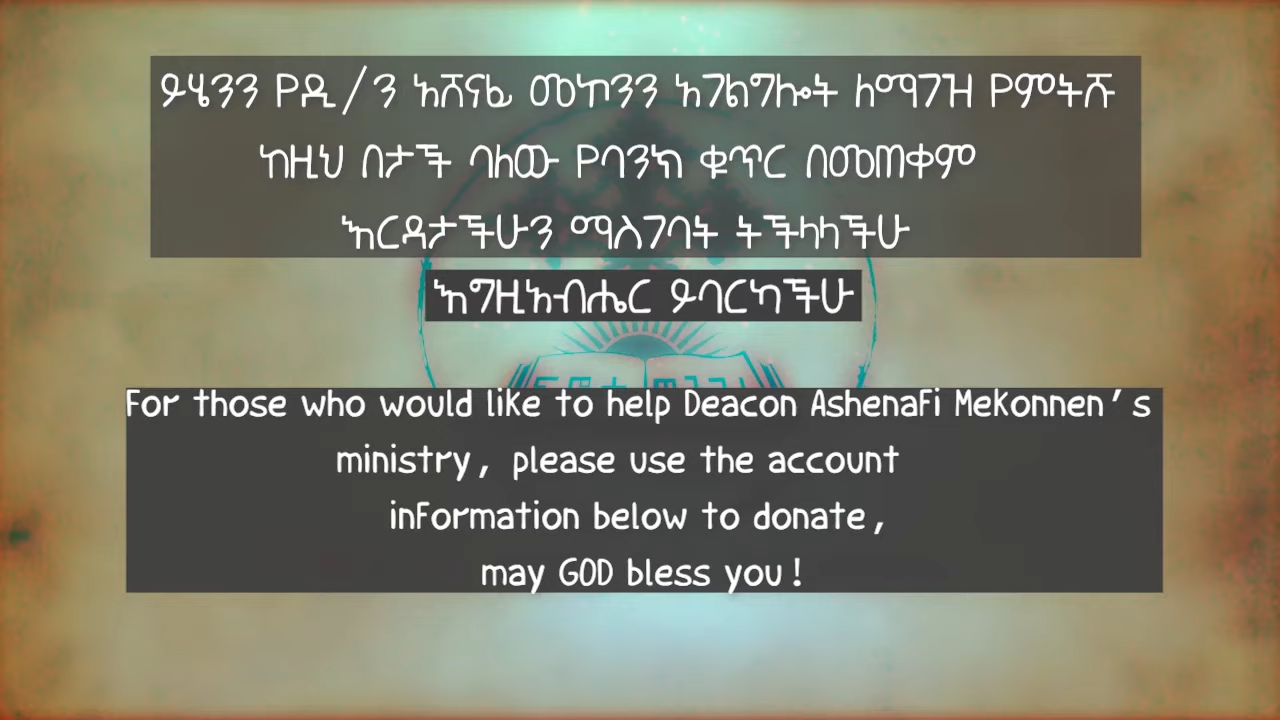 ይሄንን የዲ/ን አሸናፊ መኮንን አገልግሎት ለማገዝ የምትሹ
ከዚህ በታች ባለው የባንክ ቁጥር በመጠቀም
እርዳታችሁን ማስገባት ትችላላችሁ
እግዚአብሔር ይባርካችሁ
For those who would like to help Deacon Ashenafi Mekonnen's
ministry, please use the account
information below to donate,
may GOD bless you!